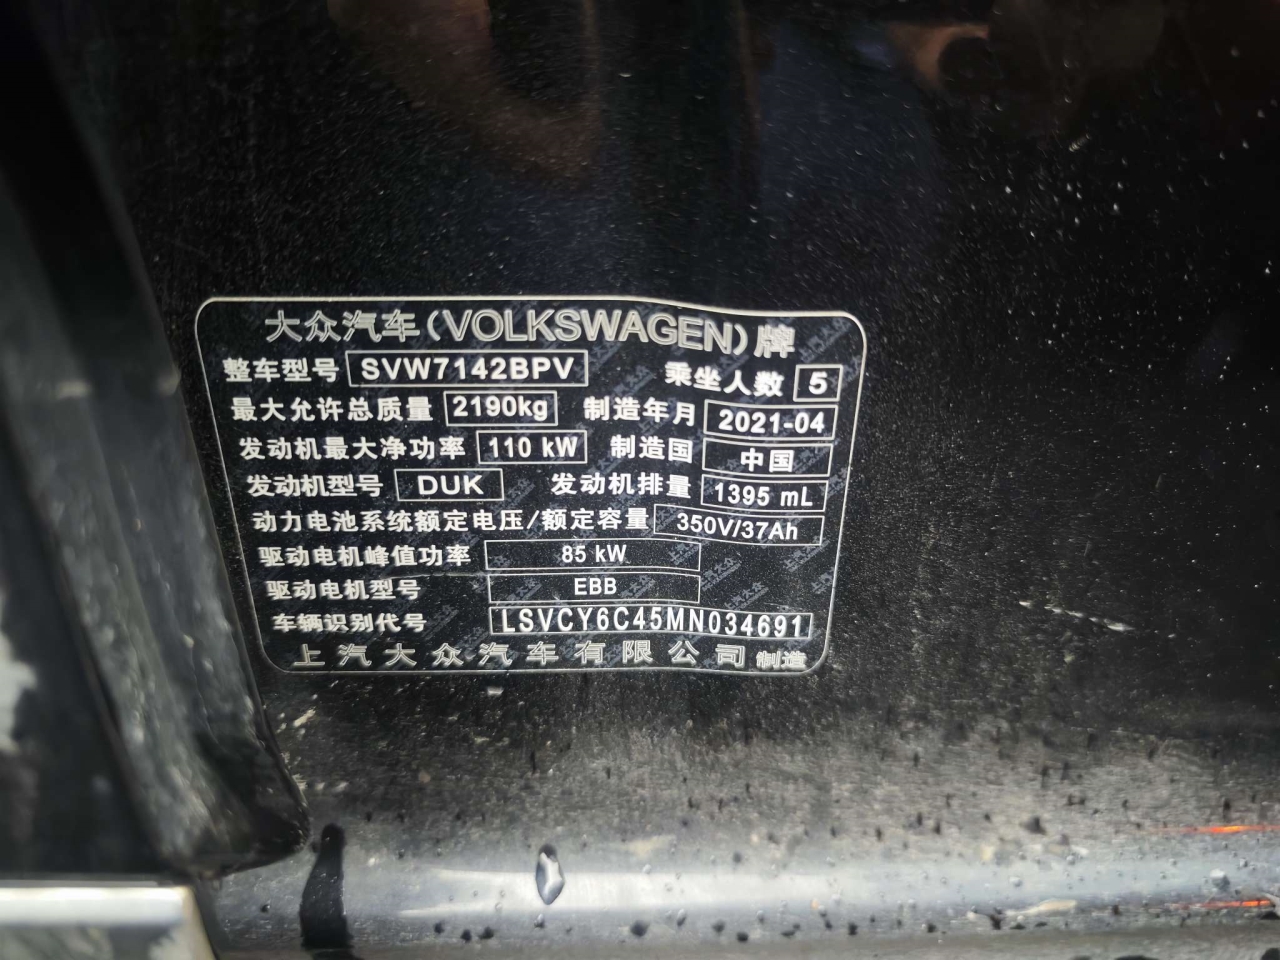 大众汽车(VOLKSWAGEN)牌
整车型号 SVW7142BPV 乘坐人数 5
最大允许总质量 2190kg 制造年月 2021-04
发动机最大净功率 110 kW 制造国 中国
发动机型号 DUK 发动机排量 1395 mL
动力电池系统额定电压/额定容量 350V/37Ah
驱动电机峰值功率 85 kW
驱动电机型号 EBB
车辆识别代号 LSVCY6C45MN034691
上汽大众汽车有限公司 制造